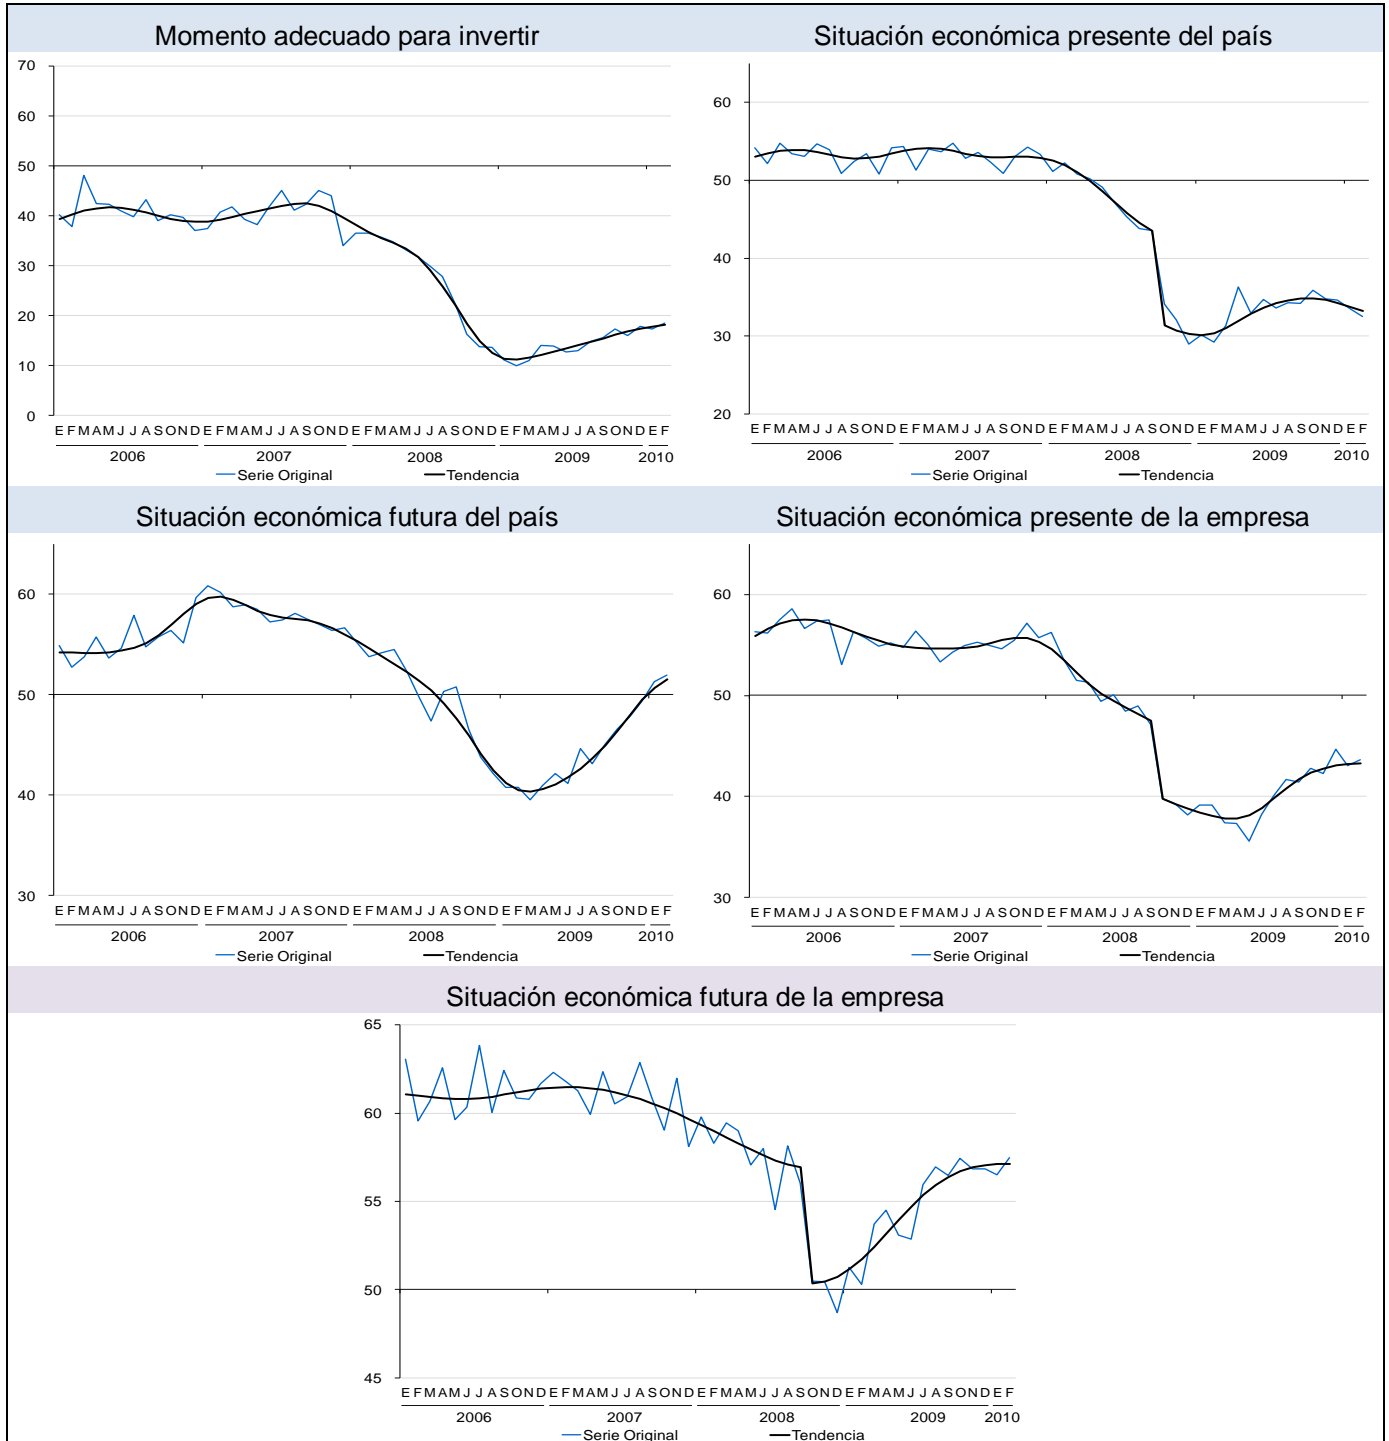 Momento adecuado para invertir
70
60
50
40
30
20
10
0
E F M A M J J A S O N D E F M A M J J A S O N D E F M A M J J A S O N D E F M A M J J A S O N D E F
2006 2007 2008 2009 2010
Serie Original Tendencia
Situación económica presente del país
60
50
40
30
20
E F M A M J J A S O N D E F M A M J J A S O N D E F M A M J J A S O N D E F M A M J J A S O N D E F
2006 2007 2008 2009 2010
Serie Original Tendencia
Situación económica futura del país
60
50
40
30
E F M A M J J A S O N D E F M A M J J A S O N D E F M A M J J A S O N D E F M A M J J A S O N D E F
2006 2007 2008 2009 2010
Serie Original Tendencia
Situación económica presente de la empresa
60
50
40
30
E F M A M J J A S O N D E F M A M J J A S O N D E F M A M J J A S O N D E F M A M J J A S O N D E F
2006 2007 2008 2009 2010
Serie Original Tendencia
Situación económica futura de la empresa
65
60
55
50
45
E F M A M J J A S O N D E F M A M J J A S O N D E F M A M J J A S O N D E F M A M J J A S O N D E F
2006 2007 2008 2009 2010
Serie Original Tendencia